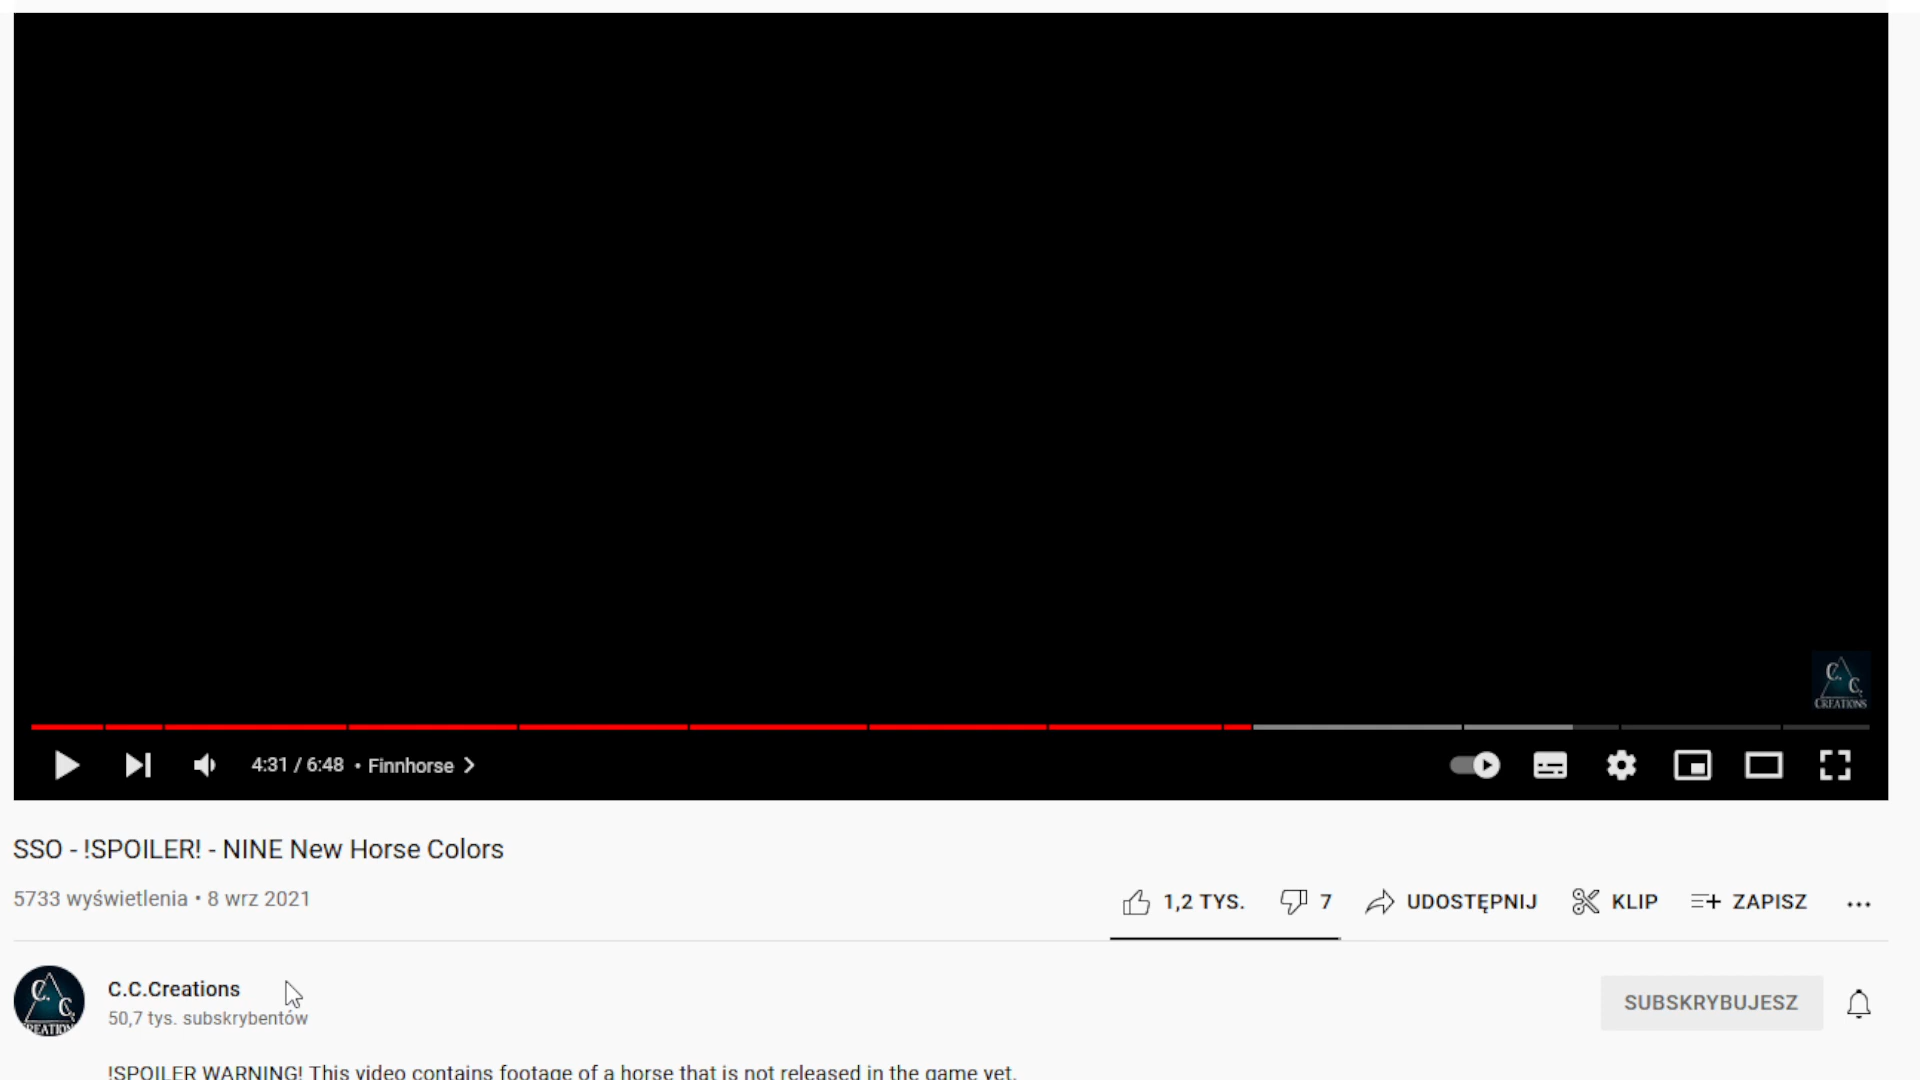 C. C.
CREATIONS
4:31 / 6:48 • Finnhorse
SSO - !SPOILER! - NINE New Horse Colors
5733 wyświetlenia • 8 wrz 2021
1,2 TYS. 7 UDOSTĘPNIJ KLIP ZAPISZ ...
C. C.
CREATIONS
C.C.Creations
50,7 tys. subskrybentów
SUBSKRYBUJESZ
!SPOILER WARNING! This video contains footage of a horse that is not released in the game yet.